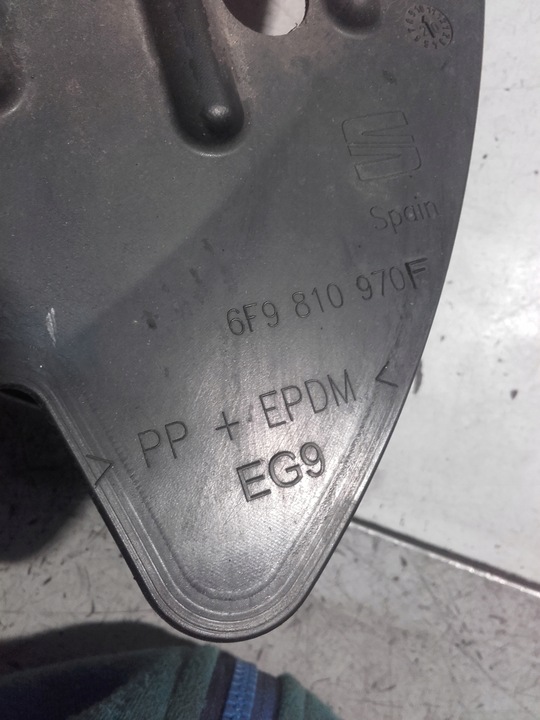 Spain
6F9 810 970F
> PP + EPDM <
EG9